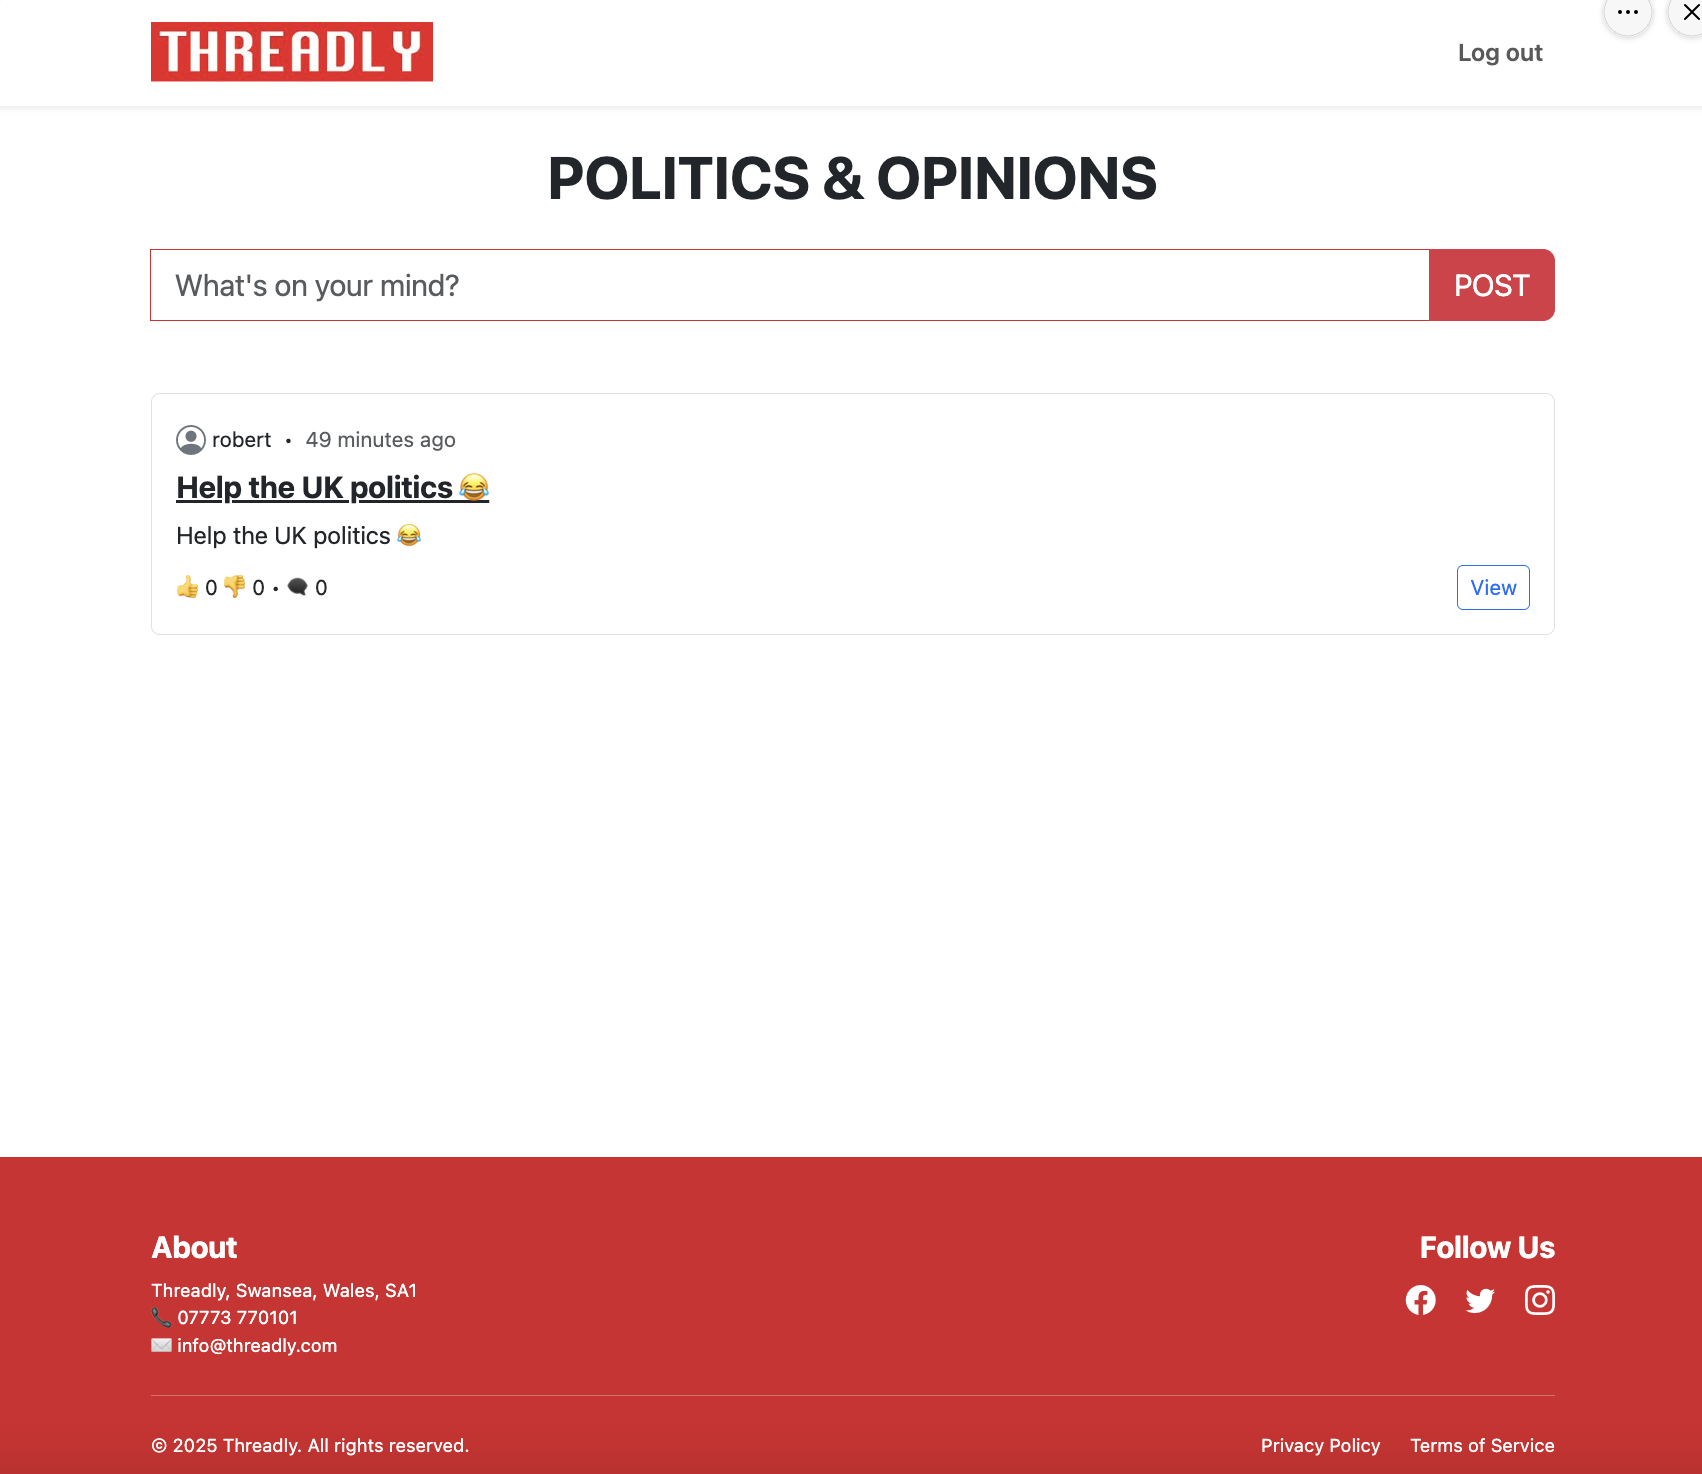 THREADLY
Log out
POLITICS & OPINIONS
What's on your mind?
POST
robert • 49 minutes ago
Help the UK politics 😂
Help the UK politics 😂
👍 0 👎 0 • 🗨 0
View
About
Threadly, Swansea, Wales, SA1
📞 07773 770101
✉️ info@threadly.com
Follow Us
© 2025 Threadly. All rights reserved.
Privacy Policy
Terms of Service